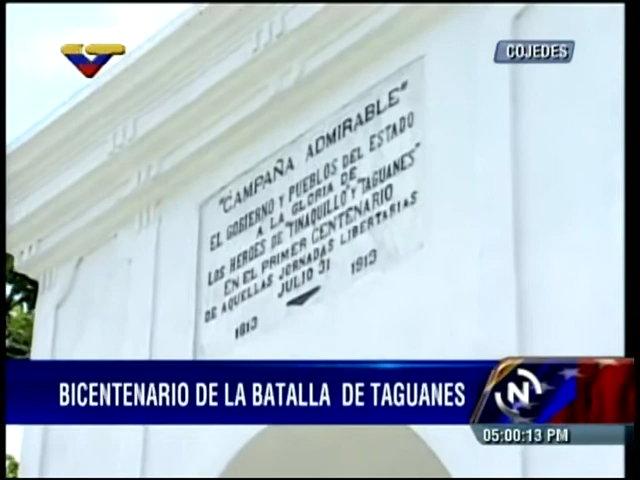 COJEDES
"CAMPAÑA ADMIRABLE"
EL GOBIERNO Y PUEBLOS DEL ESTADO
A LA GLORIA DE
LOS HEROES DE "TINAQUILLO" Y "TAGUANES"
EN EL PRIMER CENTENARIO
DE AQUELLAS JORNADAS LIBERTARIAS
JULIO 31
1813 1913
BICENTENARIO DE LA BATALLA DE TAGUANES
N
5:00:13 PM